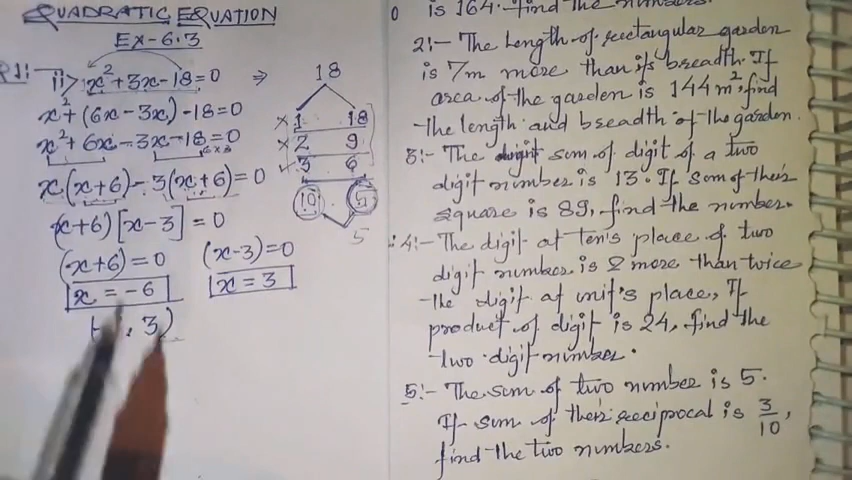 QUADRATIC EQUATION
EX-6.3
Q1:- ii> x² + 3x - 18 = 0 ⇒
x² + (6x - 3x) - 18 = 0
x² + 6x - 3x - 18 = 0
6×3
x(x+6) - 3(x+6) = 0
(x+6)[x-3] = 0
(x+6) = 0 (x-3) = 0
x = -6 x = 3
, 3)
18
× 1 18
× 2 9
✓ 3 6
10 5
5
is 164. find the numbers.
2:- The length of rectangular garden
is 7m more than its breadth. If
area of the garden is 144 m², find
the length and breadth of the garden.
3:- The digit sum of digit of a two
digit number is 13. If sum of their
square is 89, find the number.
4:- The digit at ten's place of two
digit number is 2 more than twice
the digit at unit's place, If
product of digit is 24, find the
two digit number.
5:- The sum of two number is 5.
If sum of their reciprocal is 3/10,
find the two numbers.